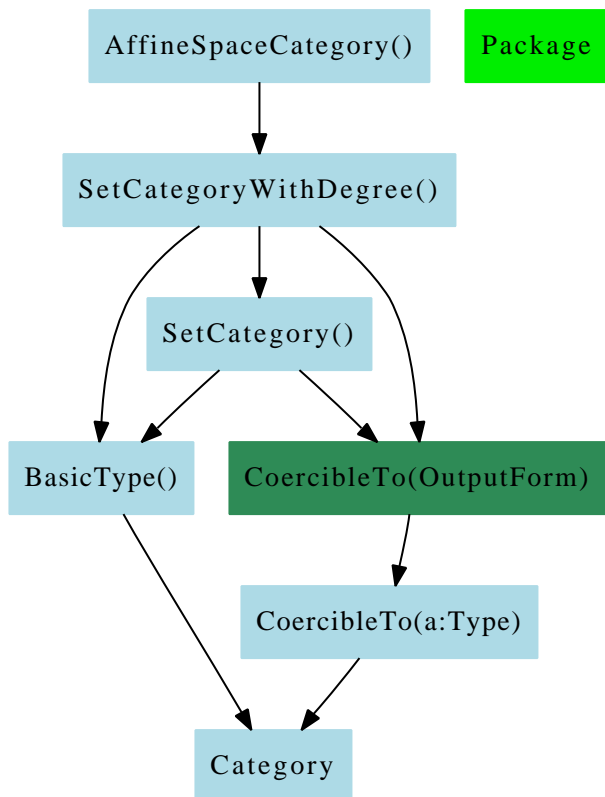 AffineSpaceCategory()
Package
SetCategoryWithDegree()
SetCategory()
BasicType()
CoercibleTo(OutputForm)
CoercibleTo(a:Type)
Category